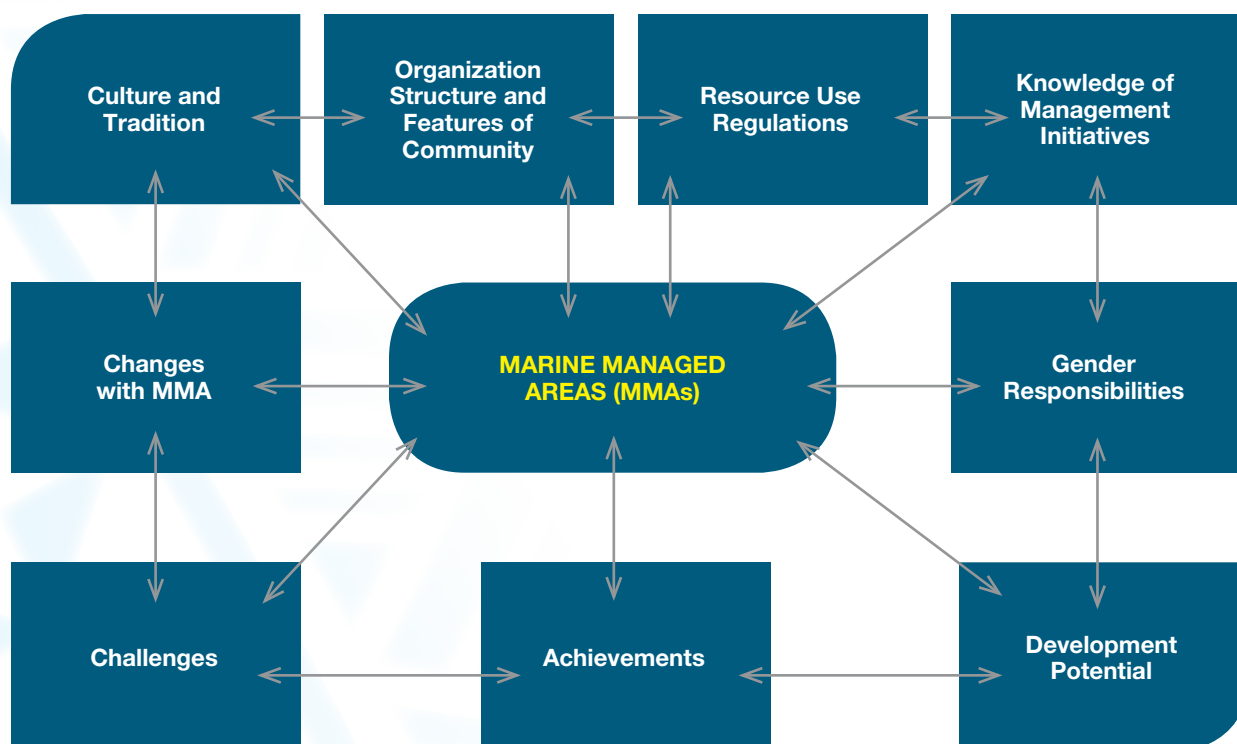 Culture and
Tradition
Organization
Structure and
Features of
Community
Resource Use
Regulations
Knowledge of
Management
Initiatives
Changes
with MMA
MARINE MANAGED
AREAS (MMAs)
Gender
Responsibilities
Challenges
Achievements
Development
Potential